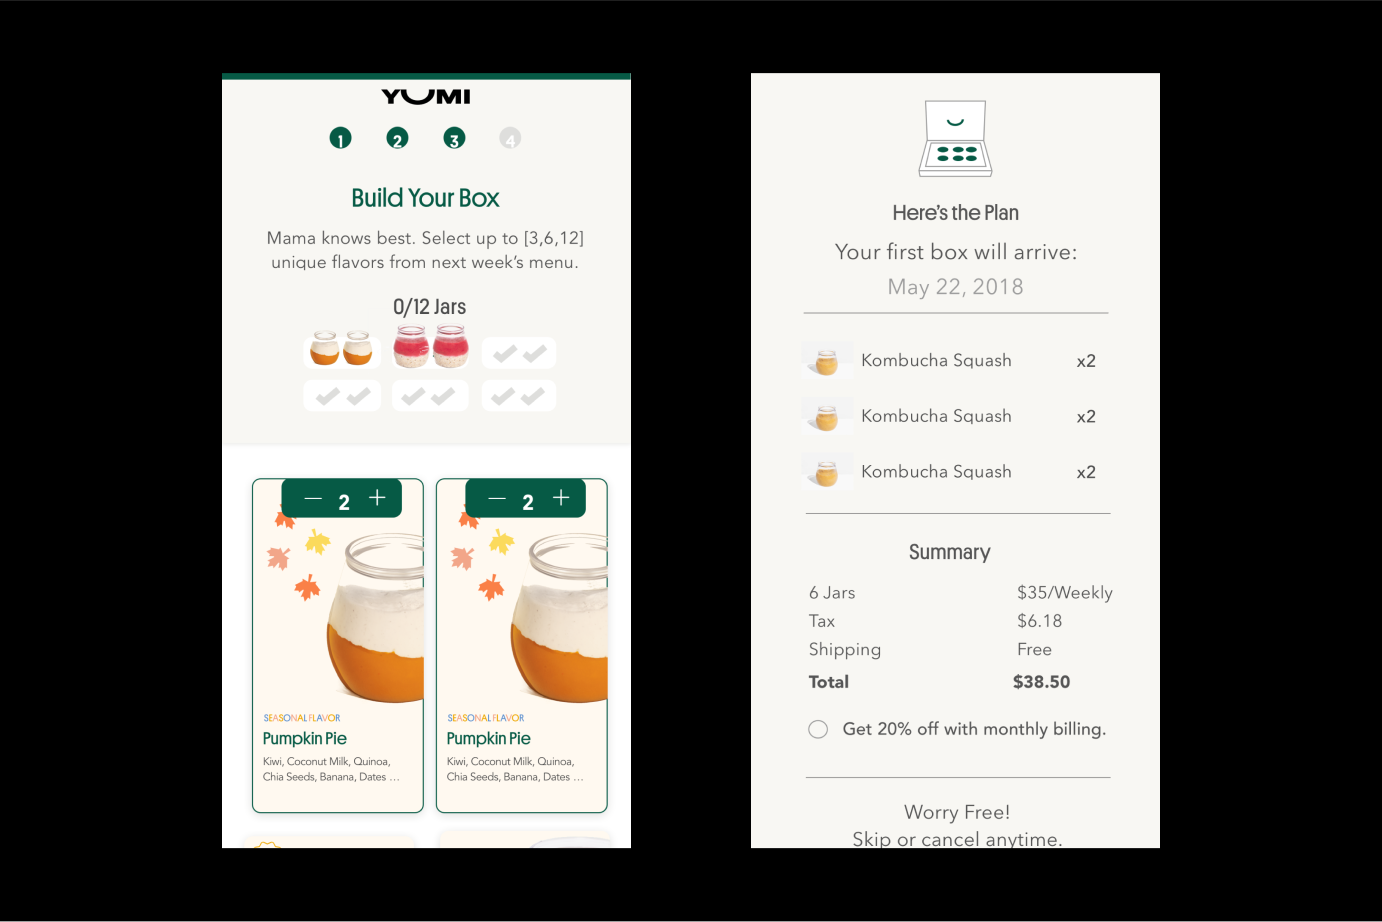 YUMI
1 2 3 4
Build Your Box
Mama knows best. Select up to [3,6,12]
unique flavors from next week's menu.
0/12 Jars
— 2 +
— 2 +
SEASONAL FLAVOR
Pumpkin Pie
Kiwi, Coconut Milk, Quinoa,
Chia Seeds, Banana, Dates ...
SEASONAL FLAVOR
Pumpkin Pie
Kiwi, Coconut Milk, Quinoa,
Chia Seeds, Banana, Dates ...
Here's the Plan
Your first box will arrive:
May 22, 2018
Kombucha Squash x2
Kombucha Squash x2
Kombucha Squash x2
Summary
6 Jars $35/Weekly
Tax $6.18
Shipping Free
Total $38.50
Get 20% off with monthly billing.
Worry Free!
Skip or cancel anytime.